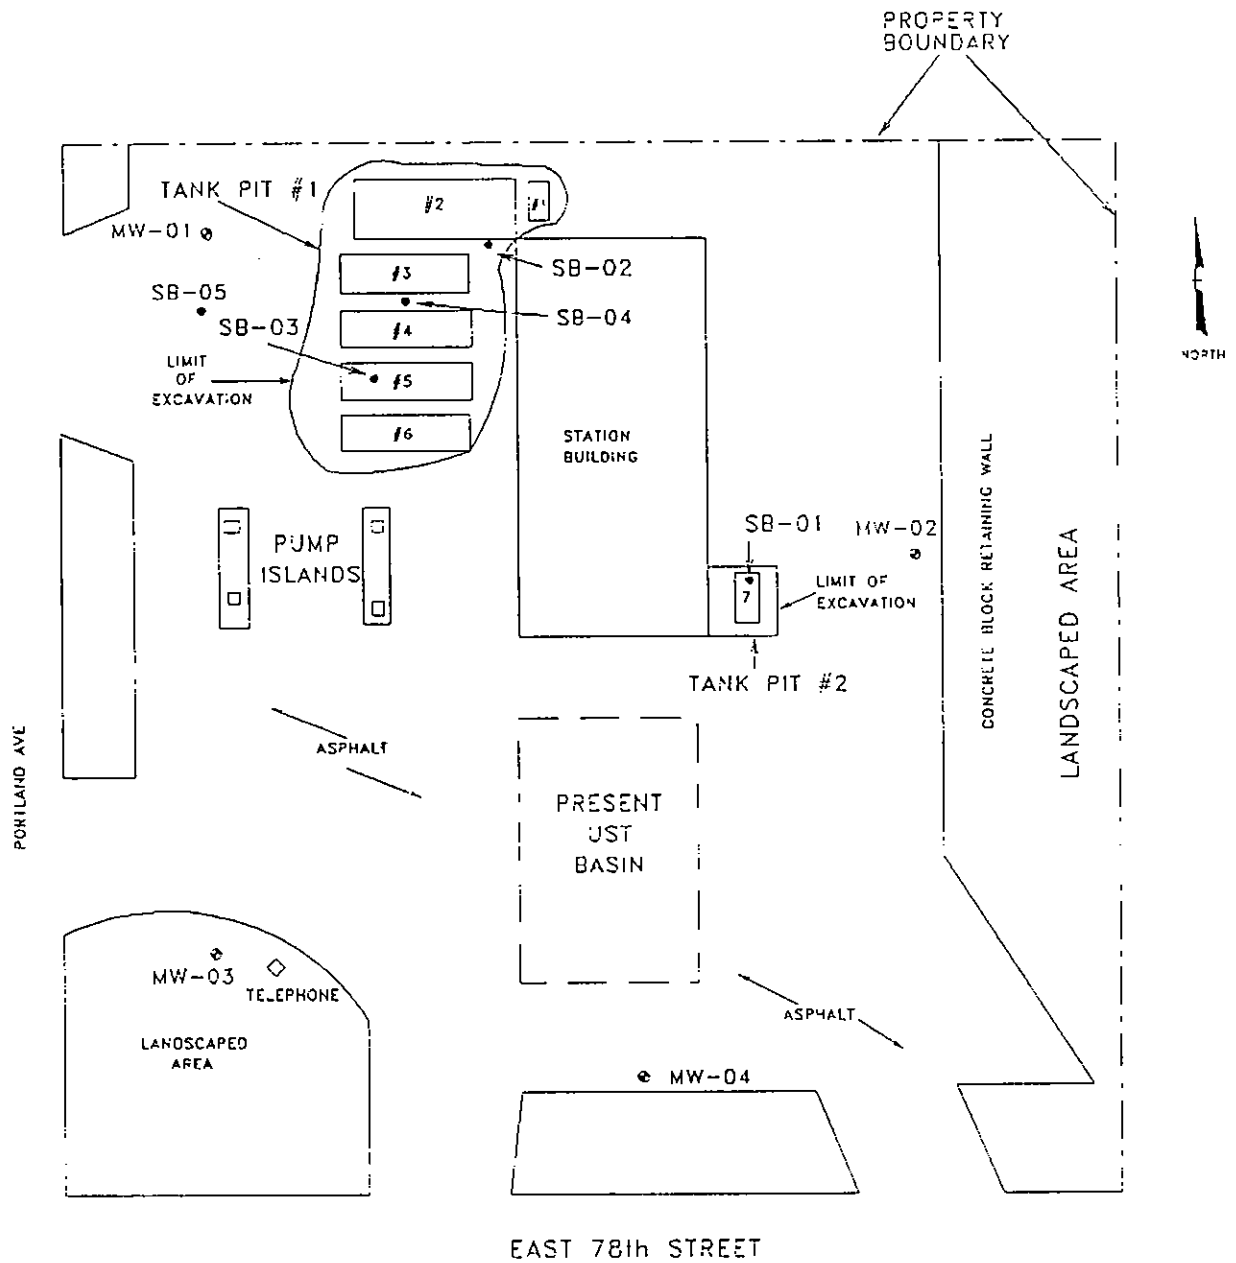 PROPERTY
BOUNDARY
TANK PIT #1
#2
#1
MW-01
SB-02
#3
SB-05
SB-04
SB-03
#4
LIMIT
OF
EXCAVATION
#5
NORTH
#6
STATION
BUILDING
CONCRETE BLOCK RETAINING WALL
LANDSCAPED AREA
SB-01
MW-02
PUMP
ISLANDS
7
LIMIT OF
EXCAVATION
TANK PIT #2
PORTLAND AVE
ASPHALT
PRESENT
UST
BASIN
MW-03
TELEPHONE
ASPHALT
LANDSCAPED
AREA
MW-04
EAST 78th STREET